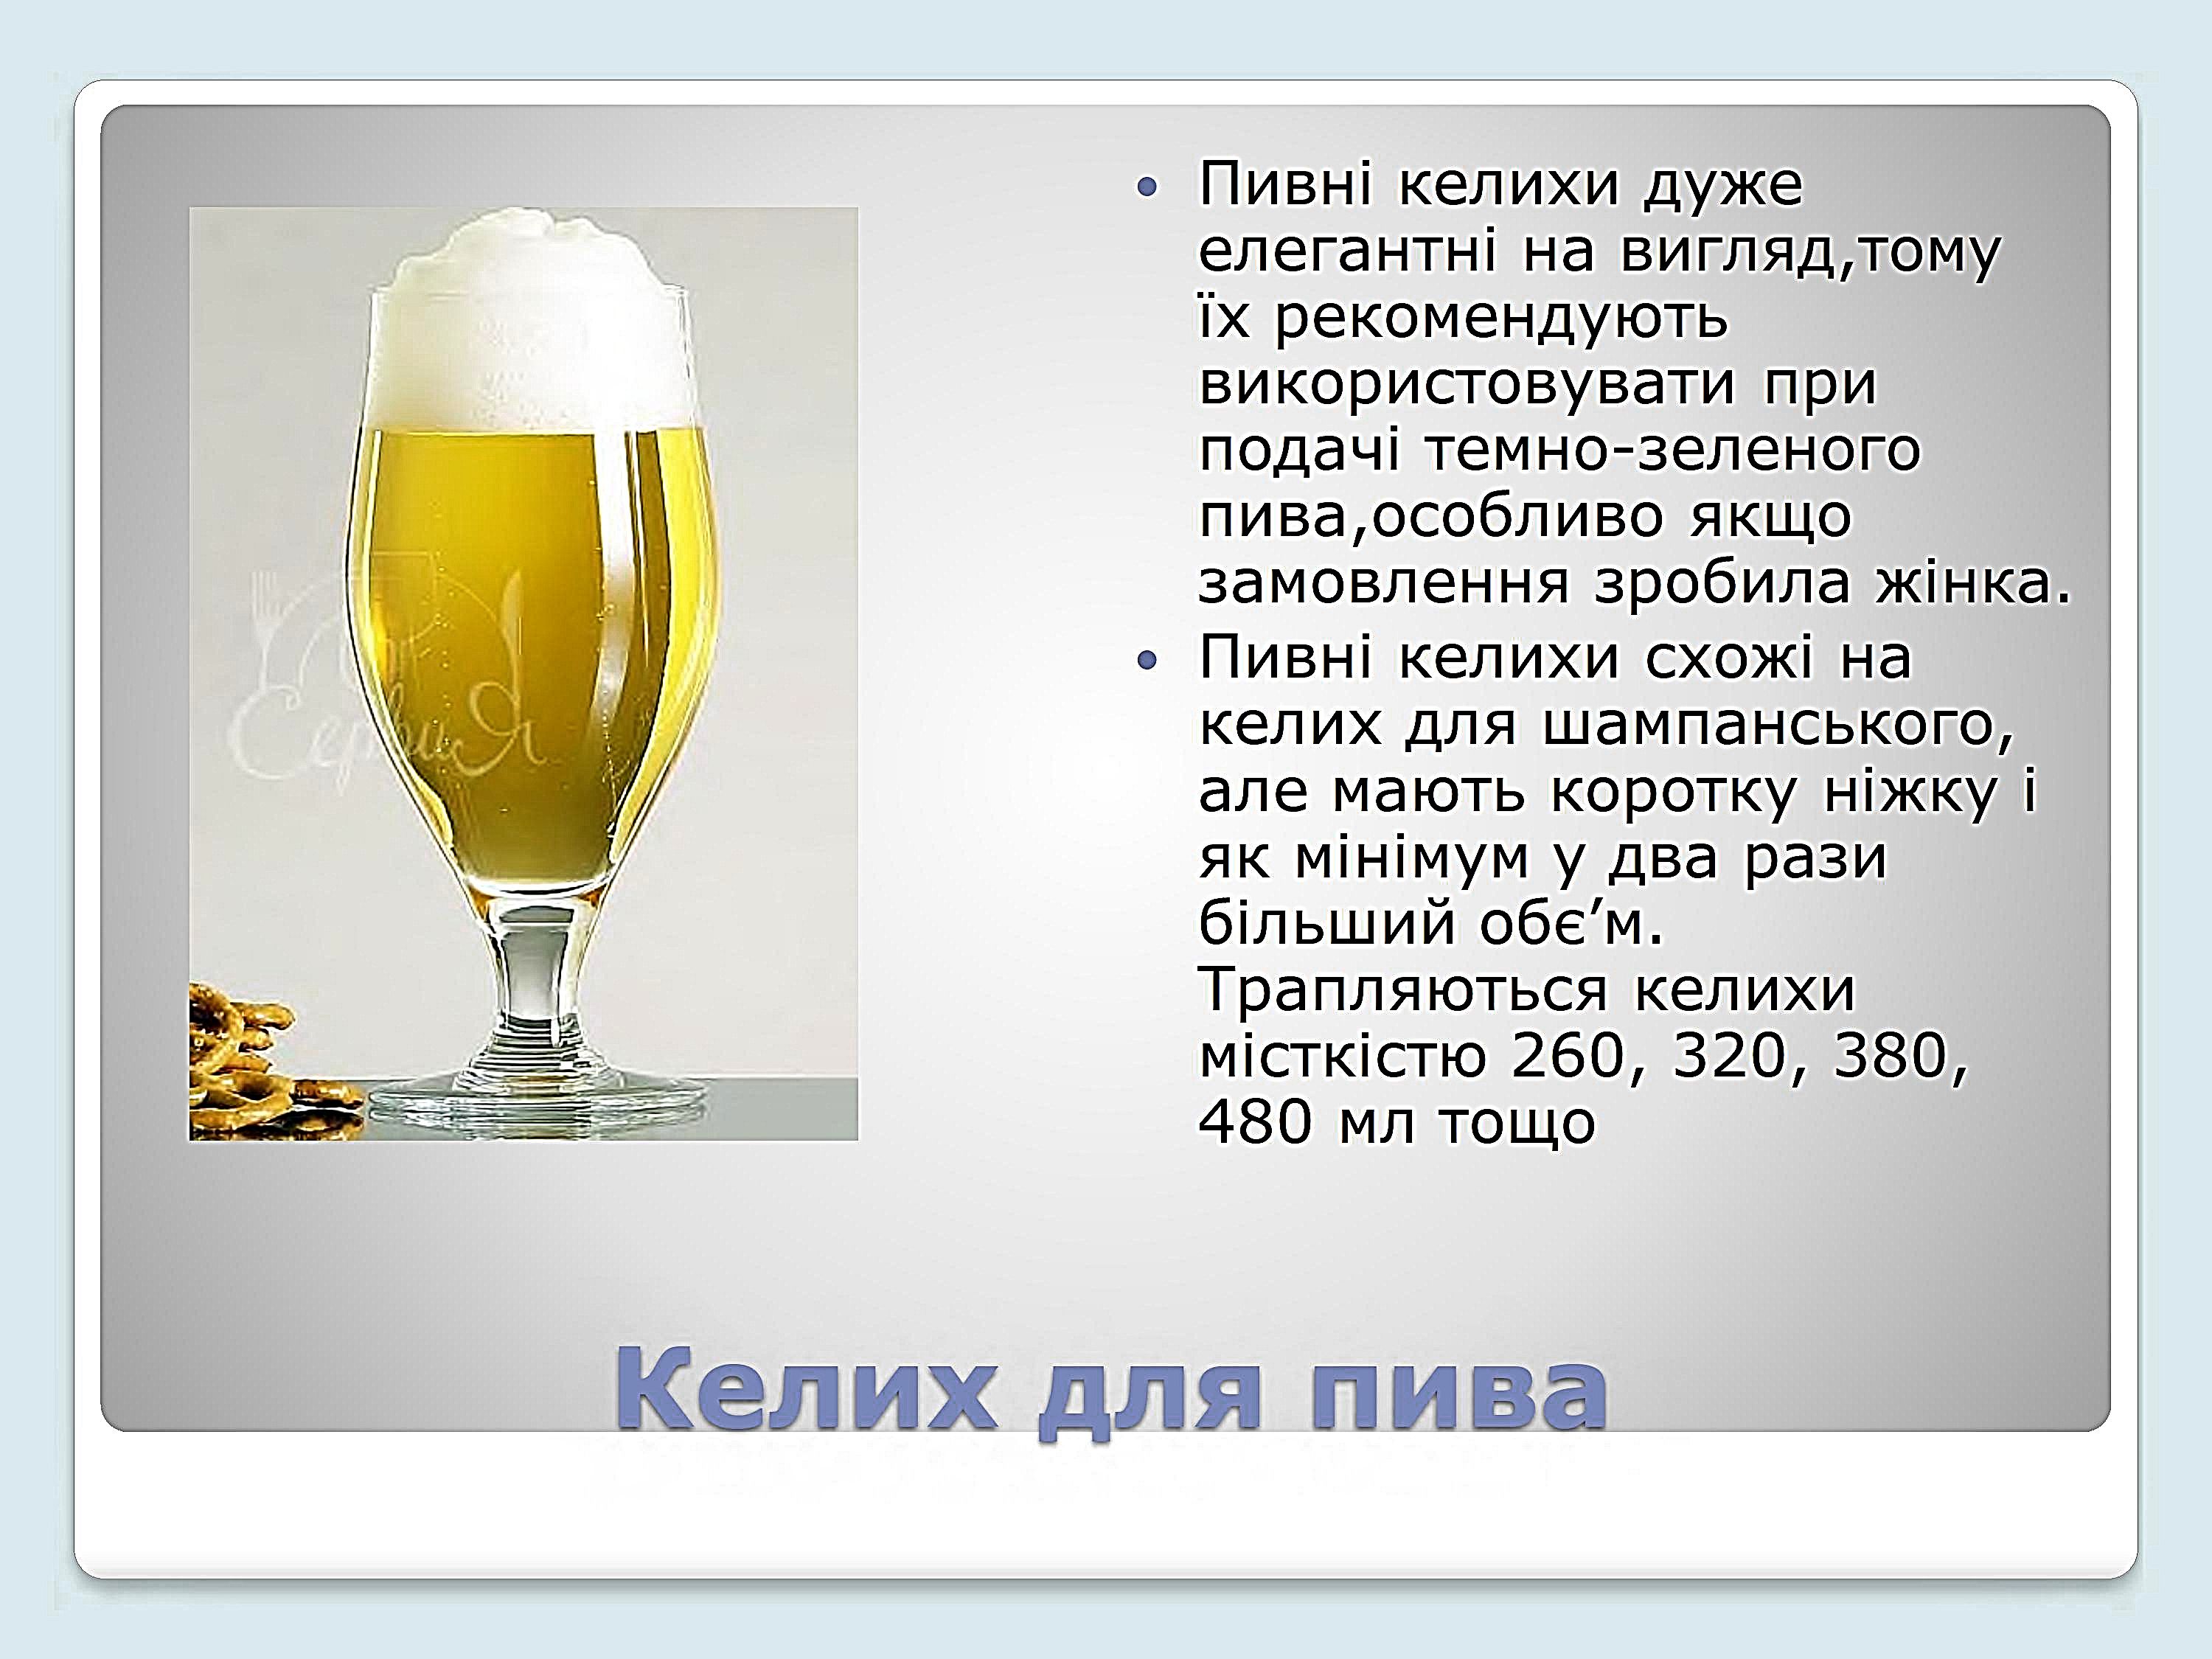 Пивні келихи дуже
елегантні на вигляд,тому
їх рекомендують
використовувати при
подачі темно-зеленого
пива,особливо якщо
замовлення зробила жінка.
Пивні келихи схожі на
келих для шампанського,
але мають коротку ніжку і
як мінімум у два рази
більший обє’м.
Трапляються келихи
місткістю 260, 320, 380,
480 мл тощо
СервиЯ
Келих для пива